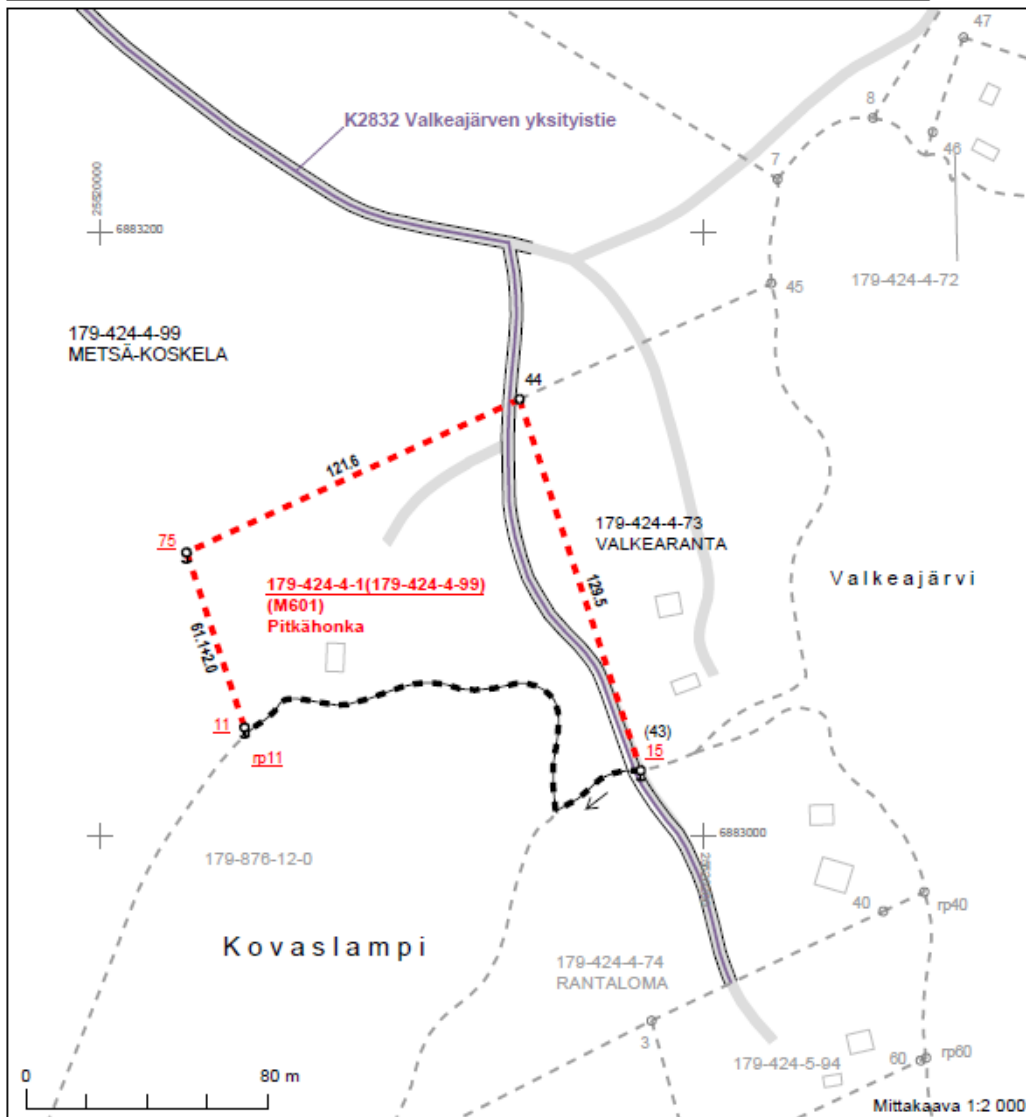 47
K2832 Valkeajärven yksityistie
8
46
7
2520000
6883200
179-424-4-72
45
179-424-4-99
METSÄ-KOSKELA
44
121.6
179-424-4-73
VALKEARANTA
75
179-424-4-1(179-424-4-99)
(M601)
Pitkähonka
129.5
Valkeajärvi
61.1+2.0
11
rp11
(43)
15
6883000
179-876-12-0
40
rp40
Kovaslampi
179-424-4-74
RANTALOMA
3
179-424-5-94
60
rp60
0
80 m
Mittakaava 1:2 000